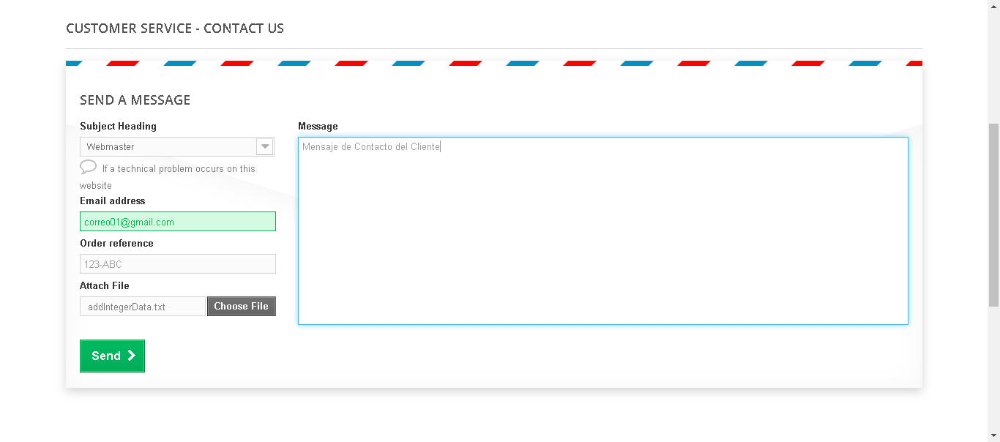 CUSTOMER SERVICE - CONTACT US
SEND A MESSAGE
Subject Heading
Webmaster
If a technical problem occurs on this
website
Email address
correo01@gmail.com
Order reference
123-ABC
Attach File
addIntegerData.txt
Choose File
Send
Message
Mensaje de Contacto del Cliente